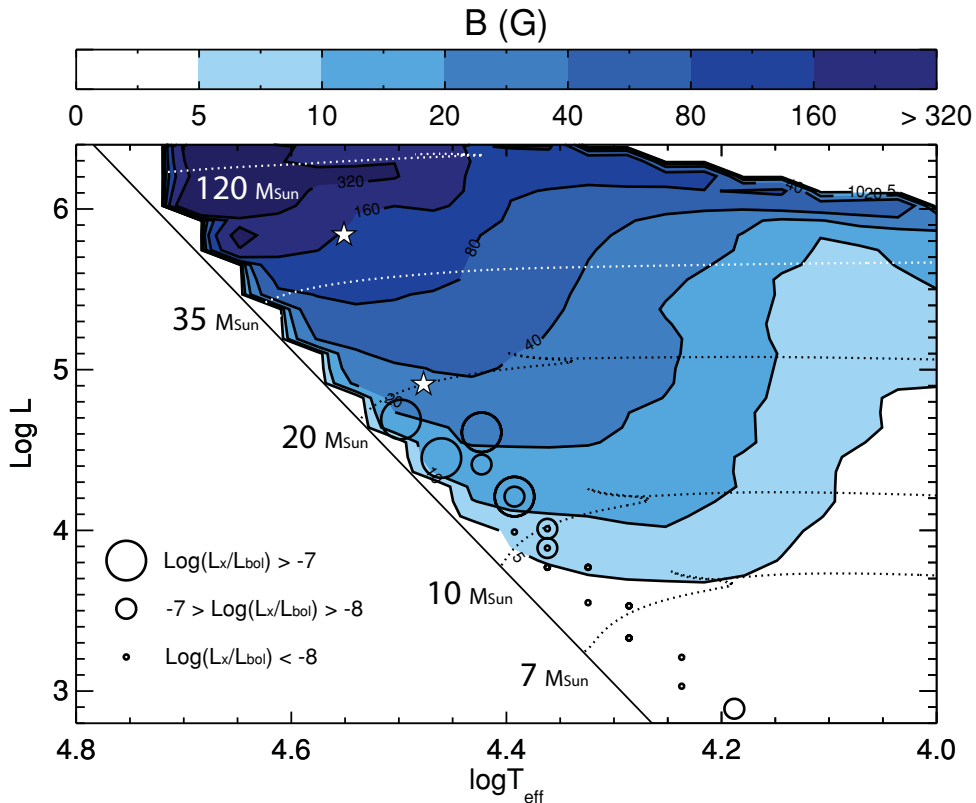 B (G)
0 5 10 20 40 80 160 > 320
120 MSun
320
160
80
40
1020 5
40
20
10
5
35 MSun
20 MSun
10 MSun
7 MSun
Log(Lx/Lbol) > -7
-7 > Log(Lx/Lbol) > -8
Log(Lx/Lbol) < -8
Log L
6
5
4
3
4.8 4.6 4.4 4.2 4.0
logTeff